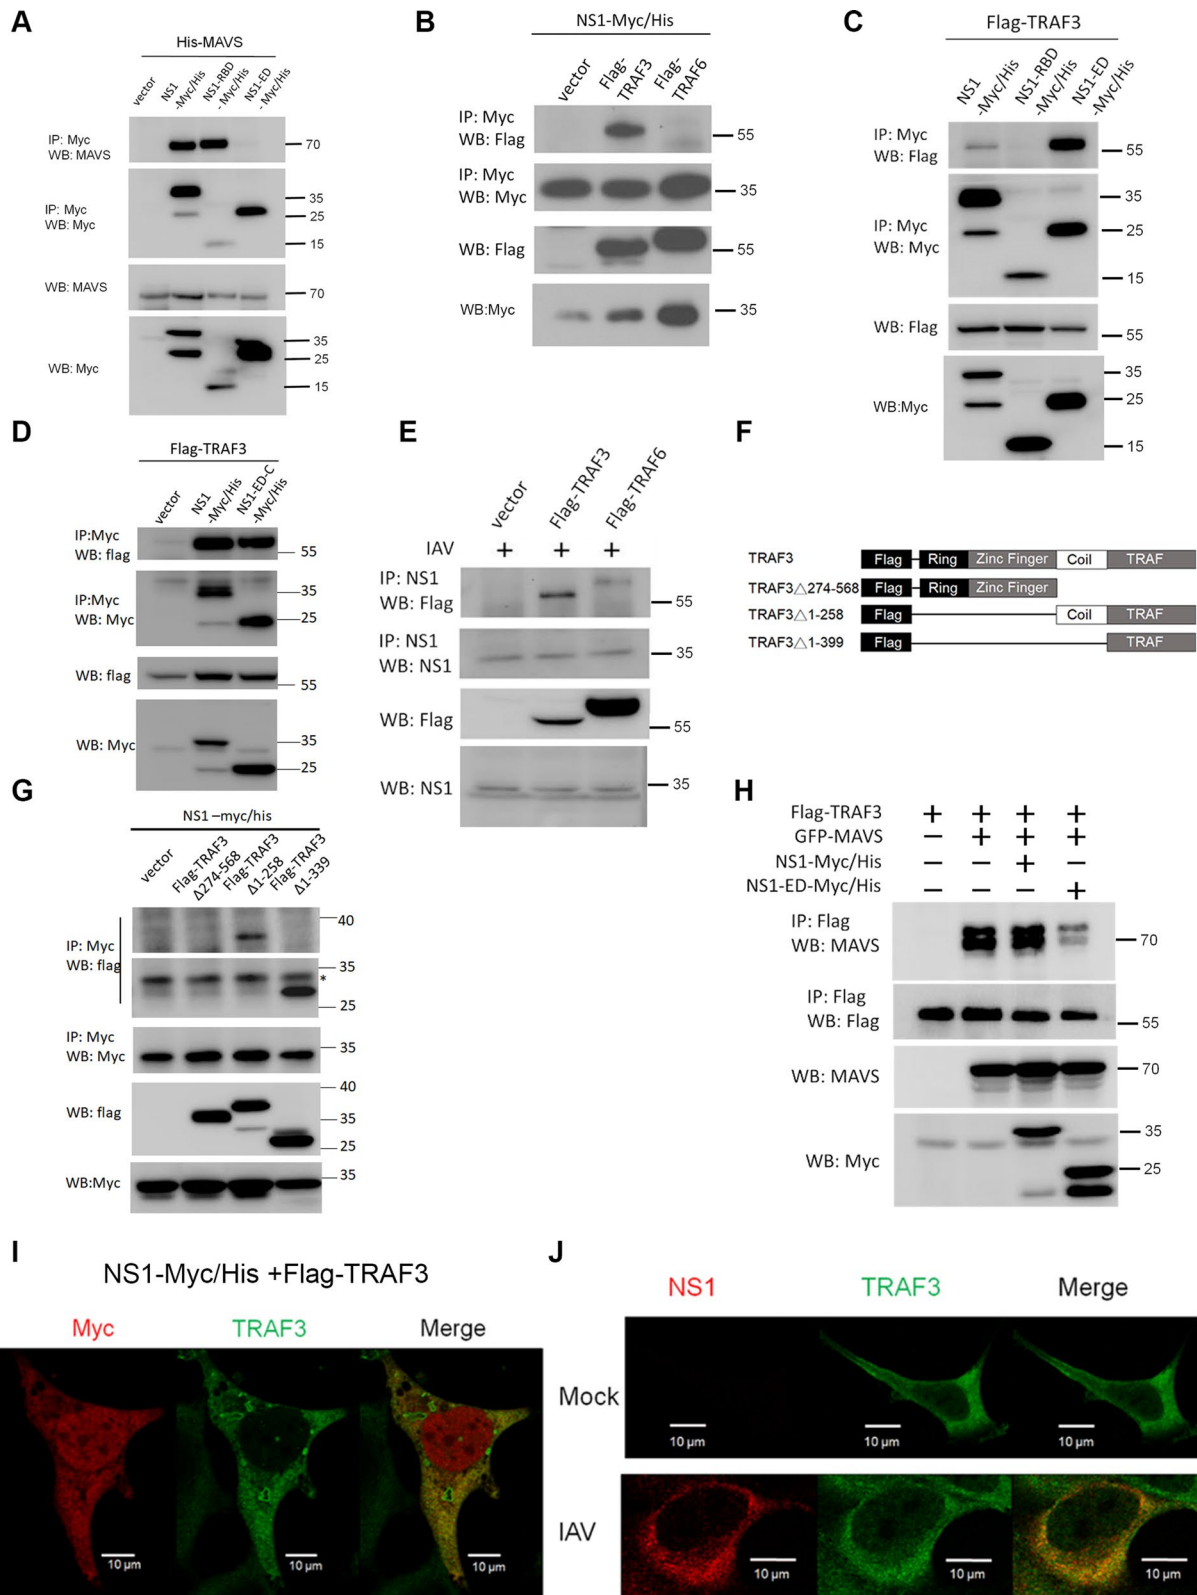 A
His-MAVS
vector
NS1
-Myc/His
NS1-RBD
- Myc/His
NS1-ED
- Myc/His
IP: Myc
WB: MAVS
70
IP: Myc
WB: Myc
35
25
15
WB: MAVS
70
WB: Myc
35
25
15
B
NS1-Myc/His
vector
Flag-
TRAF3
Flag-
TRAF6
IP: Myc
WB: Flag
55
IP: Myc
WB: Myc
35
WB: Flag
55
WB:Myc
35
C
Flag-TRAF3
NS1
-Myc/His
NS1-RBD
-Myc/His
NS1-ED
-Myc/His
IP: Myc
WB: Flag
55
IP: Myc
WB: Myc
35
25
15
WB: Flag
55
WB:Myc
35
25
15
D
Flag-TRAF3
vector
NS1
-Myc/His
NS1-ED-C
-Myc/His
IP:Myc
WB: flag
55
IP:Myc
WB: Myc
35
25
WB: flag
55
WB: Myc
35
25
E
vector
Flag-TRAF3
Flag-TRAF6
IAV + + +
IP: NS1
WB: Flag
55
IP: NS1
WB: NS1
35
WB: Flag
55
WB: NS1
35
F
TRAF3 Flag Ring Zinc Finger Coil TRAF
TRAF3△274-568 Flag Ring Zinc Finger
TRAF3△1-258 Flag Coil TRAF
TRAF3△1-399 Flag TRAF
G
NS1 –myc/his
vector
Flag-TRAF3
Δ274-568
Flag-TRAF3
Δ1-258
Flag-TRAF3
Δ1-339
IP: Myc
WB: flag
40
35
*
25
IP: Myc
WB: Myc
35
WB: flag
40
35
25
WB:Myc
35
H
Flag-TRAF3 + + + +
GFP-MAVS − + + +
NS1-Myc/His − − + −
NS1-ED-Myc/His − − − +
IP: Flag
WB: MAVS
70
IP: Flag
WB: Flag
55
WB: MAVS
70
WB: Myc
35
25
I
NS1-Myc/His +Flag-TRAF3
Myc TRAF3 Merge
10 µm 10 µm 10 µm
J
NS1 TRAF3 Merge
Mock
10 µm 10 µm 10 µm
IAV
10 µm 10 µm 10 µm